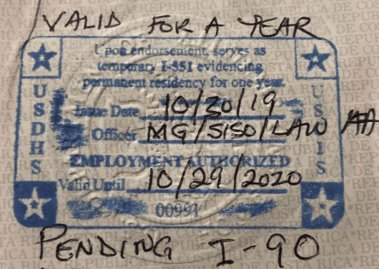 VALID FOR A YEAR
Upon endorsement, serves as
temporary I-551 evidencing
permanent residency for one year.
USDHS
USCIS
Issue Date 10/30/19
Officer MG/SISO/LAW
EMPLOYMENT AUTHORIZED
Valid Until 10/29/2020
00991
PENDING I-90